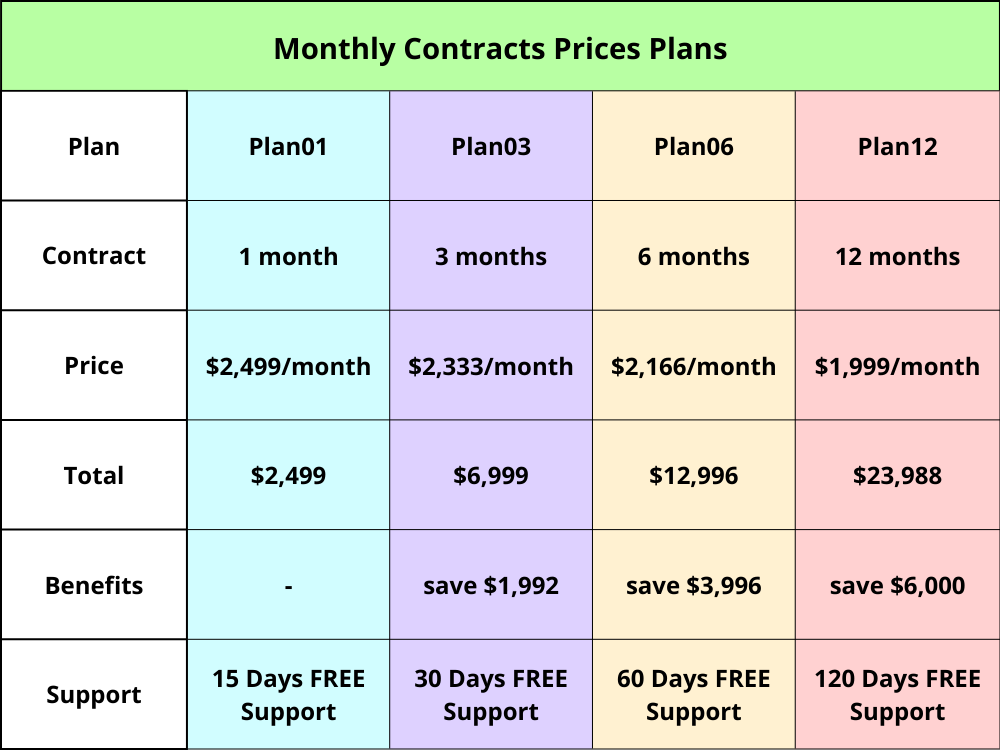 Monthly Contracts Prices Plans
Plan
Plan01
Plan03
Plan06
Plan12
Contract
1 month
3 months
6 months
12 months
Price
$2,499/month
$2,333/month
$2,166/month
$1,999/month
Total
$2,499
$6,999
$12,996
$23,988
Benefits
-
save $1,992
save $3,996
save $6,000
Support
15 Days FREE
Support
30 Days FREE
Support
60 Days FREE
Support
120 Days FREE
Support